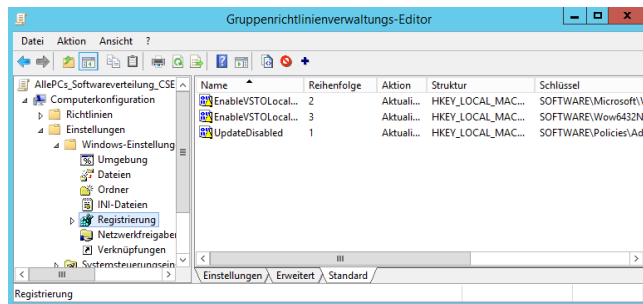 Gruppenrichtlinienverwaltungs-Editor
Datei Aktion Ansicht ?
AllePCs_Softwareverteilung_CSE
Computerkonfiguration
Richtlinien
Einstellungen
Windows-Einstellung
Umgebung
Dateien
Ordner
INI-Dateien
Registrierung
Netzwerkfreigaben
Verknüpfungen
Systemsteuerungsein
Name Reihenfolge Aktion Struktur Schlüssel
EnableVSTOLocal... 2 Aktuali... HKEY_LOCAL_MAC... SOFTWARE\Microsoft\V
EnableVSTOLocal... 3 Aktuali... HKEY_LOCAL_MAC... SOFTWARE\Wow6432N
UpdateDisabled 1 Aktuali... HKEY_LOCAL_MAC... SOFTWARE\Policies\Ad
Einstellungen Erweitert Standard
Registrierung